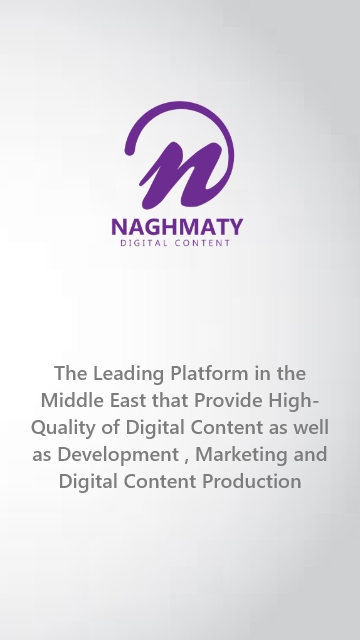 n
NAGHMATY
DIGITAL CONTENT
The Leading Platform in the
Middle East that Provide High-
Quality of Digital Content as well
as Development , Marketing and
Digital Content Production